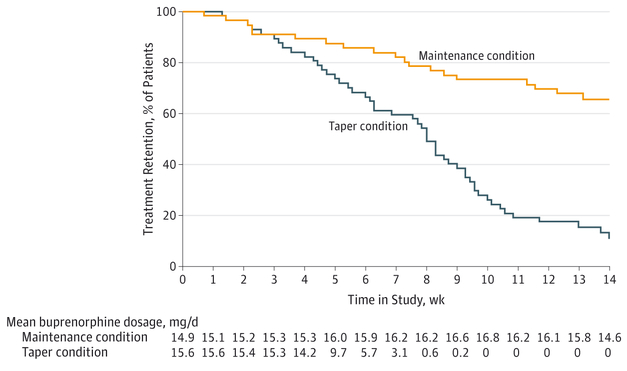 100
80
60
40
20
0
Treatment Retention, % of Patients
Maintenance condition
Taper condition
0 1 2 3 4 5 6 7 8 9 10 11 12 13 14
Time in Study, wk
Mean buprenorphine dosage, mg/d
Maintenance condition 14.9 15.1 15.2 15.3 15.3 16.0 15.9 16.2 16.2 16.6 16.8 16.2 16.1 15.8 14.6
Taper condition 15.6 15.6 15.4 15.3 14.2 9.7 5.7 3.1 0.6 0.2 0 0 0 0 0